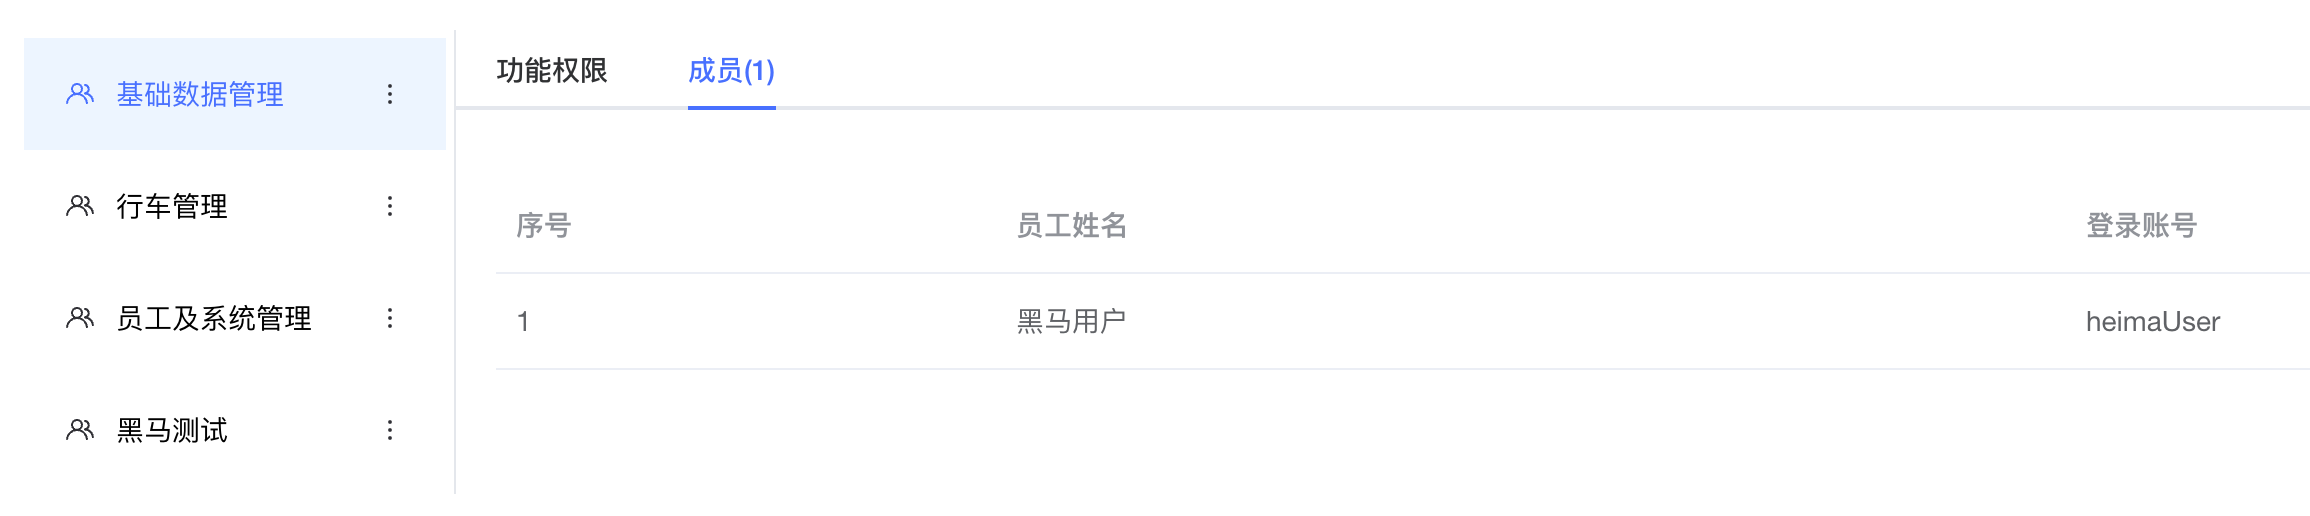 基础数据管理
行车管理
员工及系统管理
黑马测试
功能权限 成员(1)
序号 员工姓名 登录账号
1 黑马用户 heimaUser